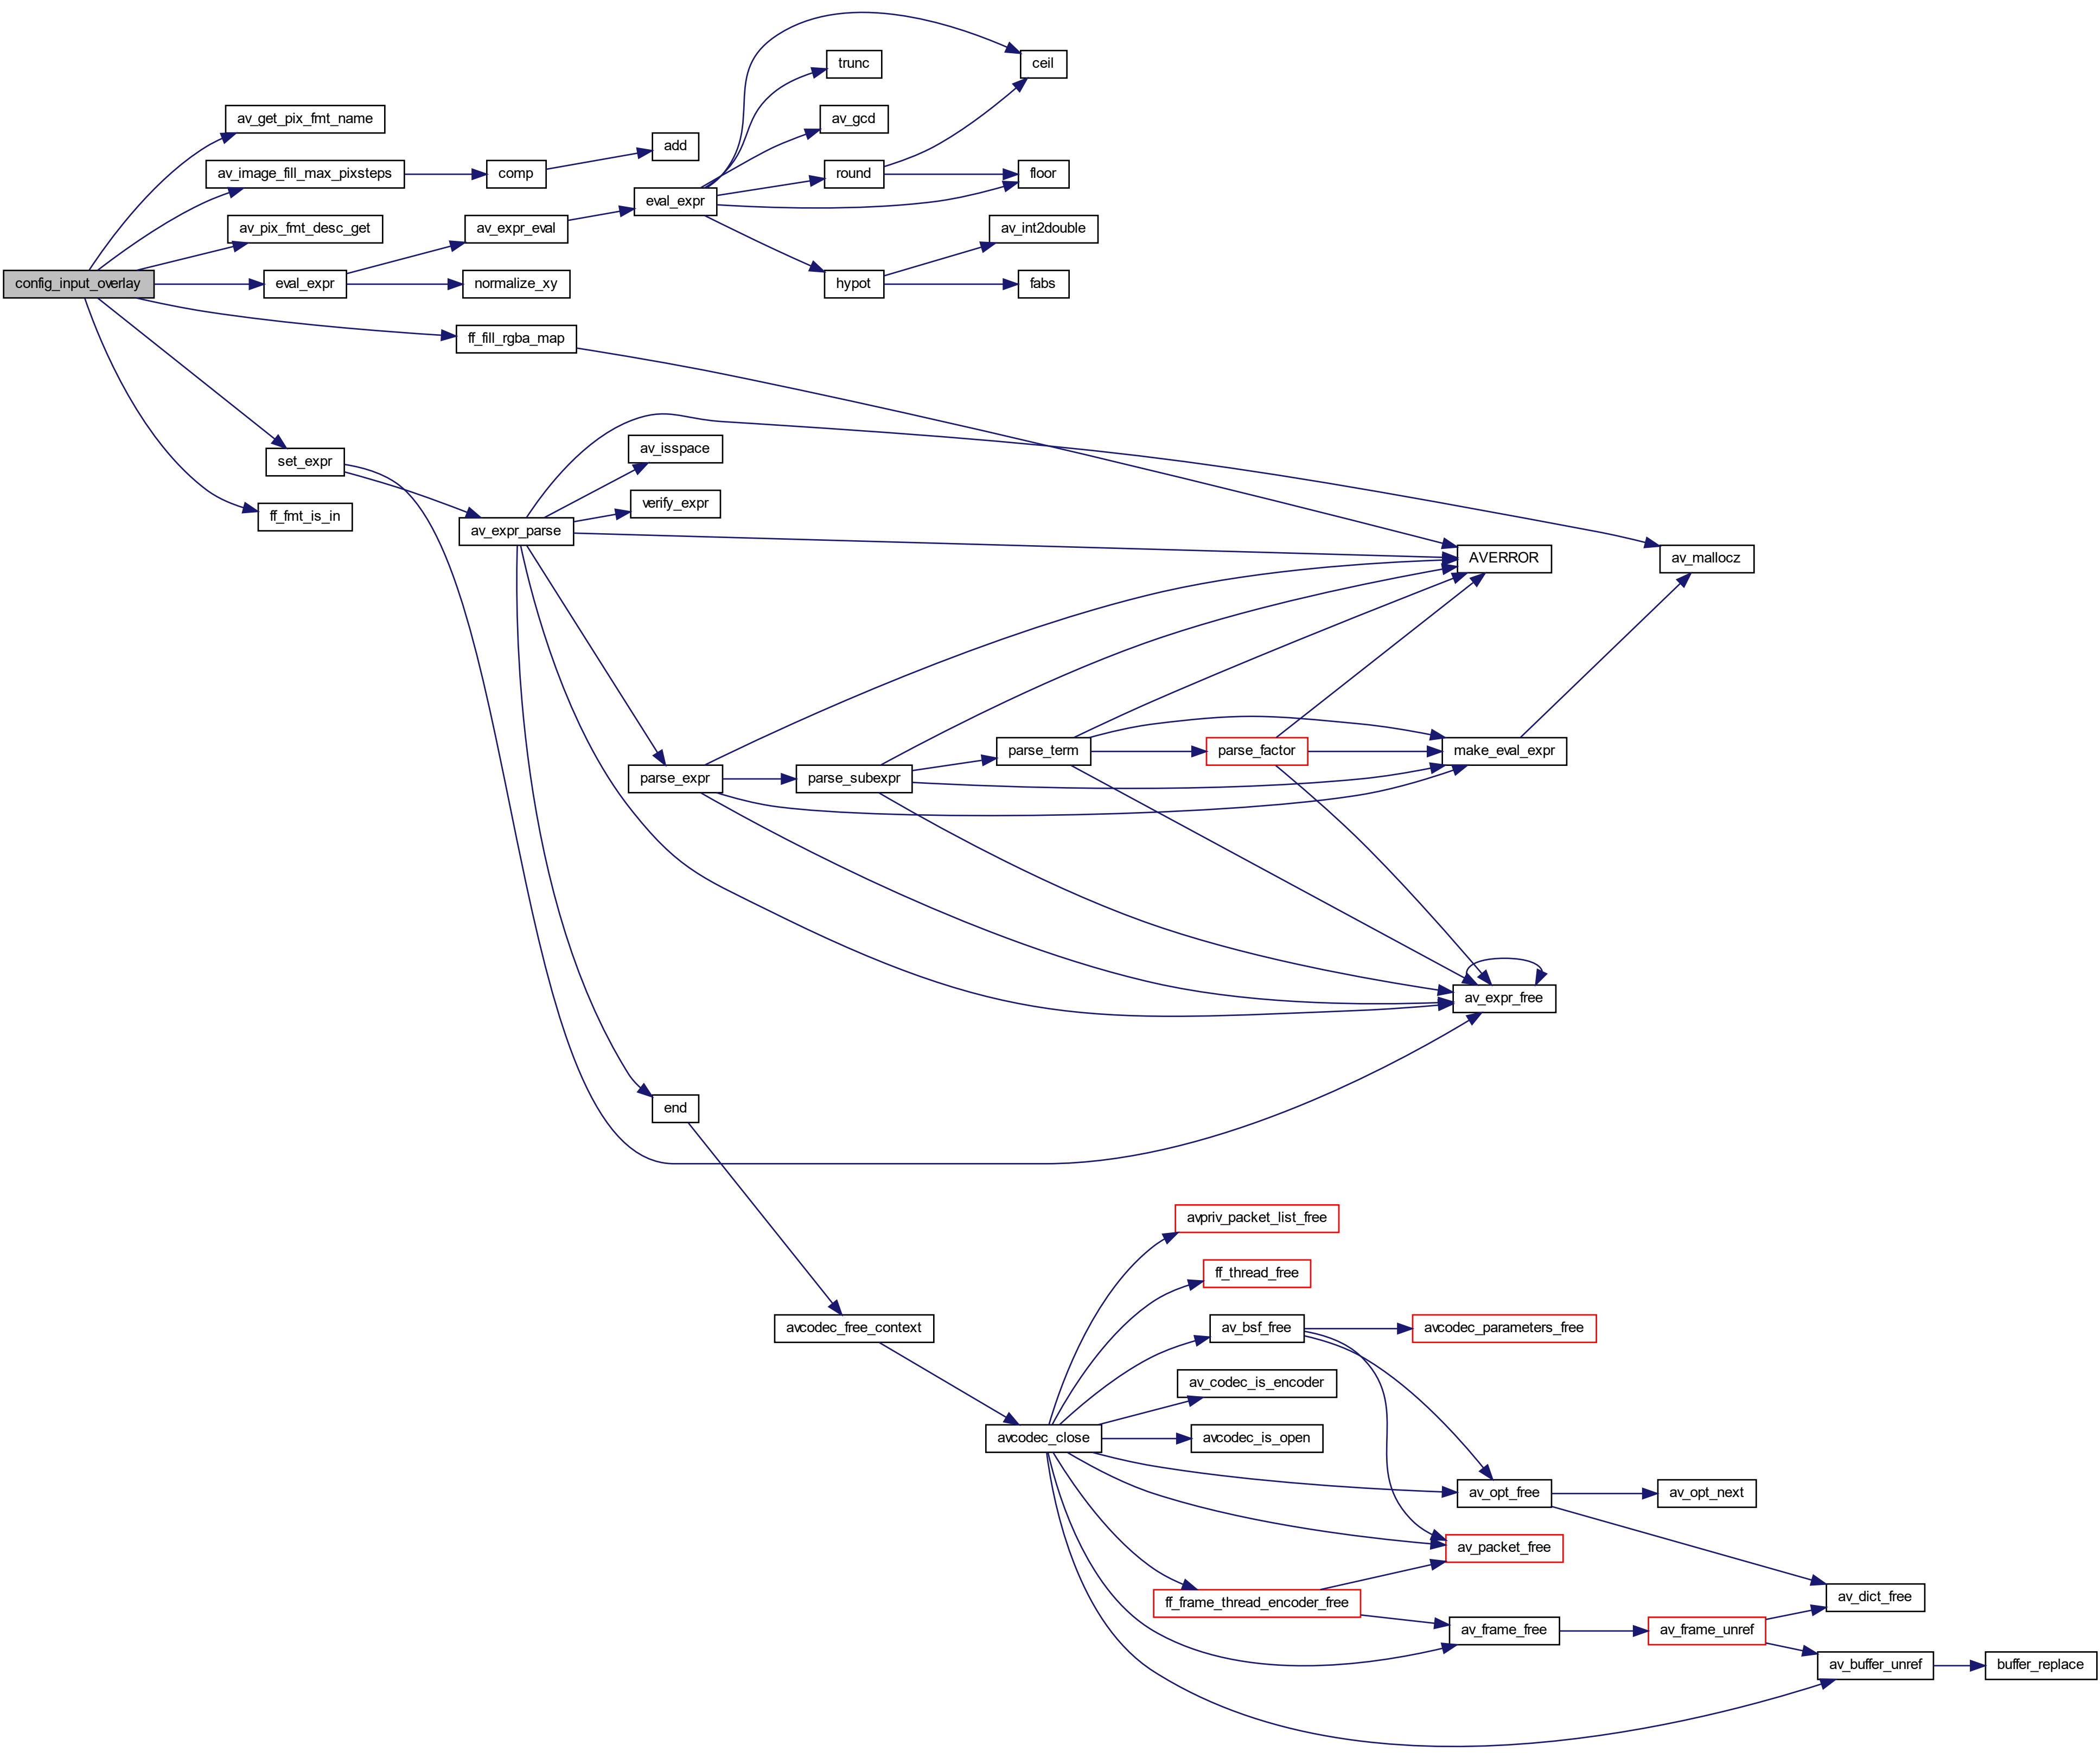 ceil
trunc
av_get_pix_fmt_name
av_gcd
add
av_image_fill_max_pixsteps
comp
round
floor
eval_expr
av_pix_fmt_desc_get
av_expr_eval
av_int2double
config_input_overlay
eval_expr
normalize_xy
hypot
fabs
ff_fill_rgba_map
av_isspace
set_expr
verify_expr
ff_fmt_is_in
av_expr_parse
AVERROR
av_mallocz
parse_term
parse_factor
make_eval_expr
parse_expr
parse_subexpr
av_expr_free
end
avpriv_packet_list_free
ff_thread_free
avcodec_free_context
av_bsf_free
avcodec_parameters_free
av_codec_is_encoder
avcodec_close
avcodec_is_open
av_opt_free
av_opt_next
av_packet_free
ff_frame_thread_encoder_free
av_dict_free
av_frame_free
av_frame_unref
av_buffer_unref
buffer_replace